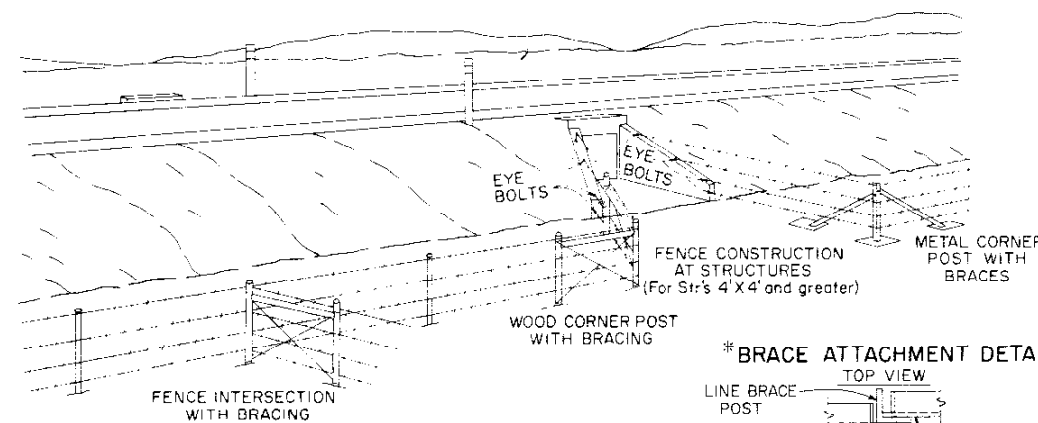 EYE
BOLTS
EYE
BOLTS
FENCE CONSTRUCTION
AT STRUCTURES
(For Str's 4'X4' and greater)
METAL CORNER
POST WITH
BRACES
WOOD CORNER POST
WITH BRACING
FENCE INTERSECTION
WITH BRACING
*BRACE ATTACHMENT DETA
TOP VIEW
LINE BRACE
POST